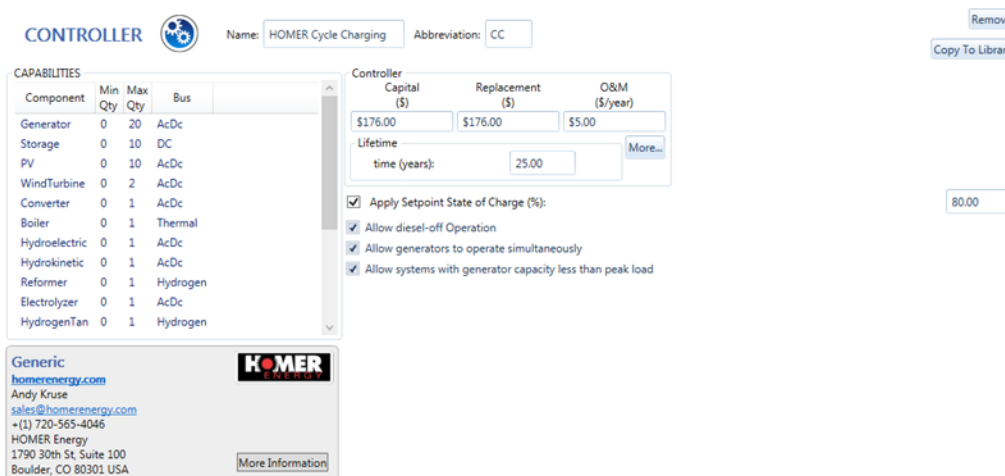 CONTROLLER
Name: HOMER Cycle Charging Abbreviation: CC
Remov
Copy To Librar
CAPABILITIES
Component Min Qty Max Qty Bus
Generator 0 20 AcDc
Storage 0 10 DC
PV 0 10 AcDc
WindTurbine 0 2 AcDc
Converter 0 1 AcDc
Boiler 0 1 Thermal
Hydroelectric 0 1 AcDc
Hydrokinetic 0 1 AcDc
Reformer 0 1 Hydrogen
Electrolyzer 0 1 AcDc
HydrogenTan 0 1 Hydrogen
Controller
Capital Replacement O&M
($) ($) ($/year)
$176.00 $176.00 $5.00
Lifetime
time (years): 25.00
More...
Apply Setpoint State of Charge (%): 80.00
Allow diesel-off Operation
Allow generators to operate simultaneously
Allow systems with generator capacity less than peak load
Generic
homerenergy.com
Andy Kruse
sales@homerenergy.com
+(1) 720-565-4046
HOMER Energy
1790 30th St, Suite 100
Boulder, CO 80301 USA
HOMER
ENERGY
More Information